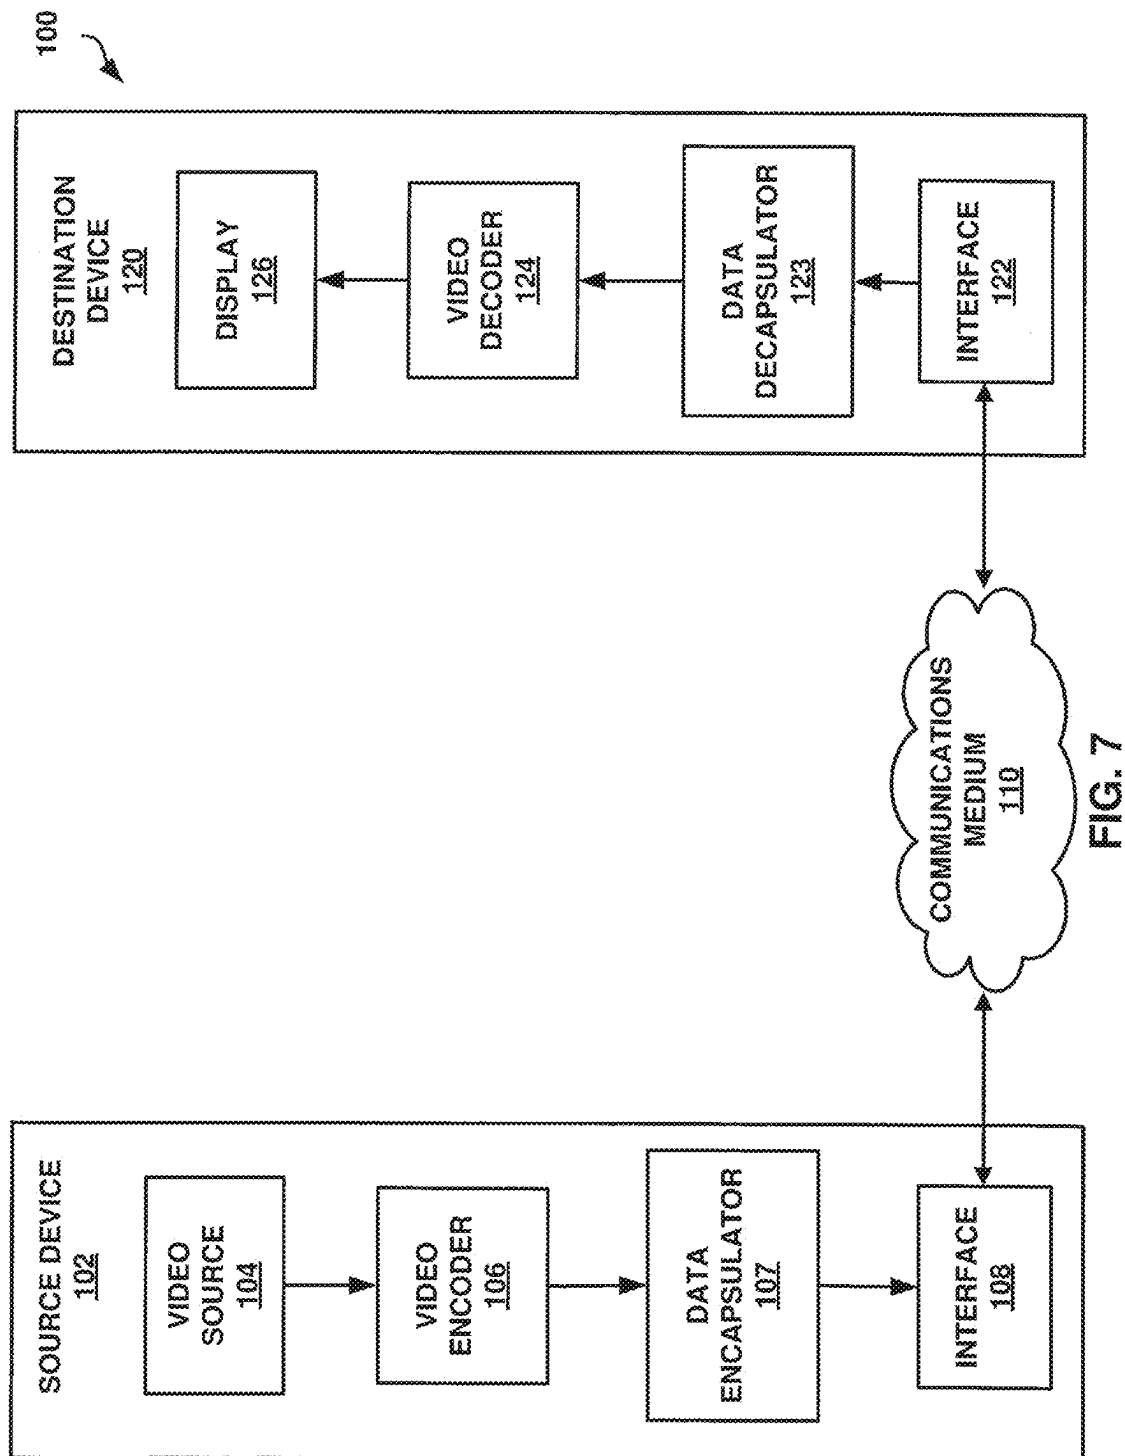 100
SOURCE DEVICE
102
VIDEO
SOURCE
104
VIDEO
ENCODER
106
DATA
ENCAPSULATOR
107
INTERFACE
108
COMMUNICATIONS
MEDIUM
110
DESTINATION
DEVICE
120
DISPLAY
126
VIDEO
DECODER
124
DATA
DECAPSULATOR
123
INTERFACE
122
FIG. 7